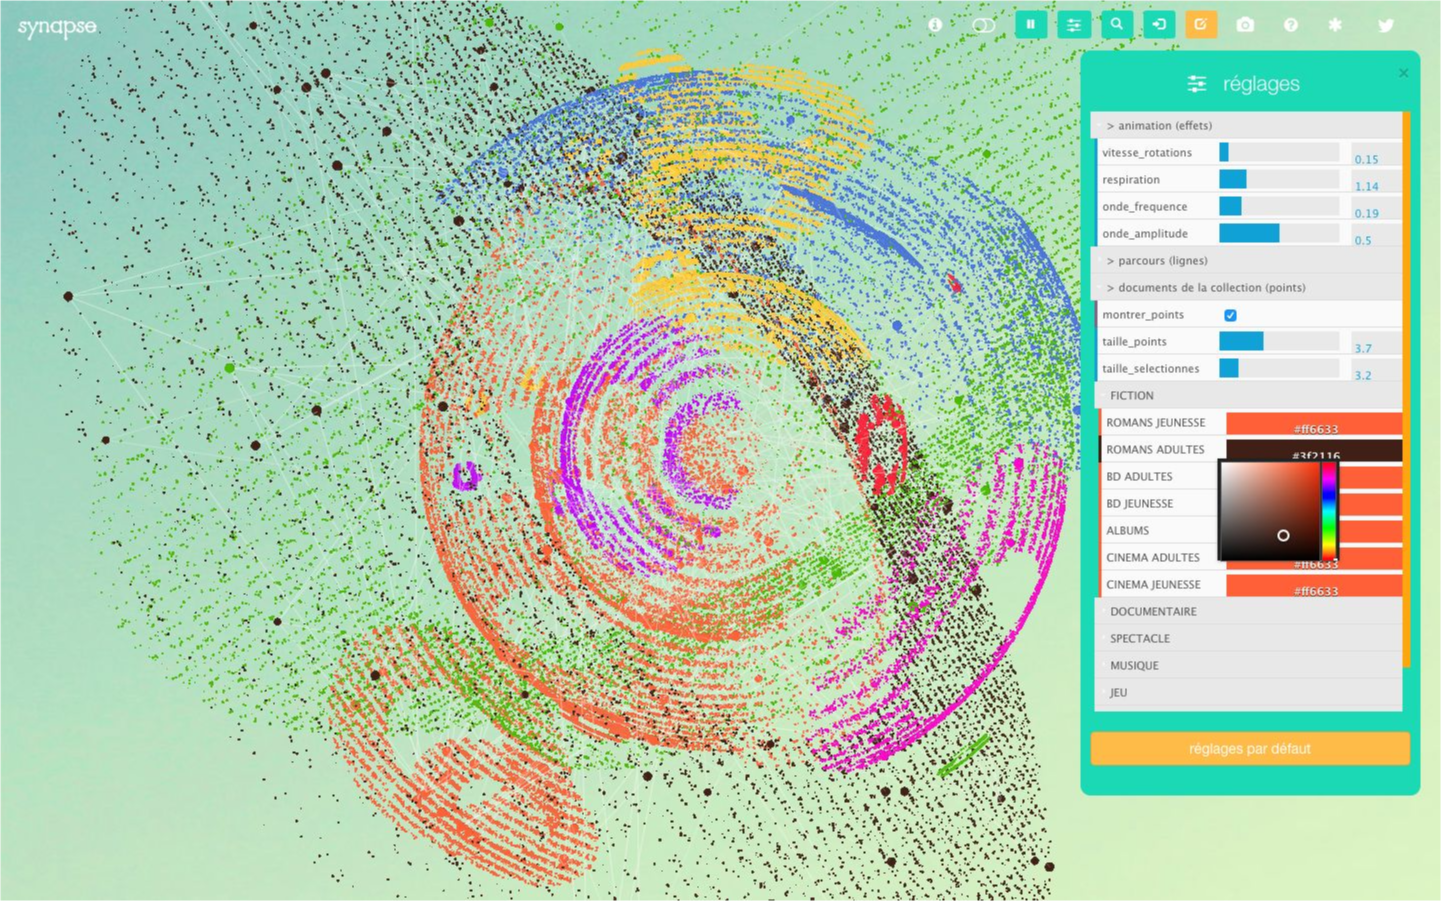 synapse
réglages
> animation (effets)
vitesse_rotations 0.15
respiration 1.14
onde_frequence 0.19
onde_amplitude 0.5
> parcours (lignes)
> documents de la collection (points)
montrer_points
taille_points 3.7
taille_selectionnes 3.2
FICTION
ROMANS JEUNESSE #ff6633
ROMANS ADULTES #3f2116
BD ADULTES
BD JEUNESSE
ALBUMS
CINEMA ADULTES #ff6633
CINEMA JEUNESSE #ff6633
DOCUMENTAIRE
SPECTACLE
MUSIQUE
JEU
réglages par défaut